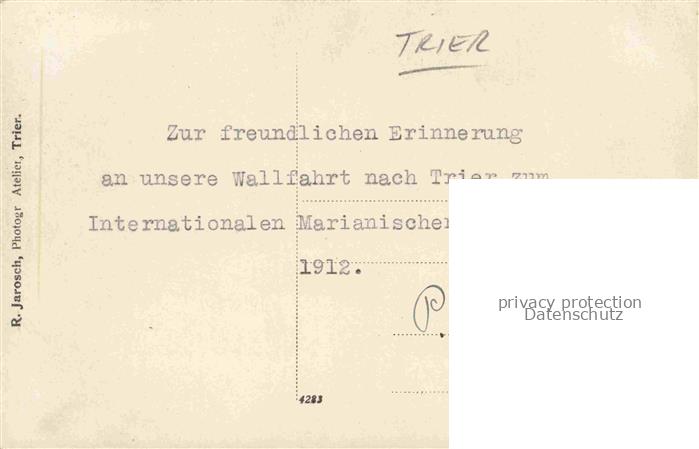 TRIER
Zur freundlichen Erinnerung
an unsere Wallfahrt nach Trier zum
Internationalen Marianischen
1912.
P.
privacy protection
Datenschutz
4283
R. Jarosch, Photogr Atelier, Trier.